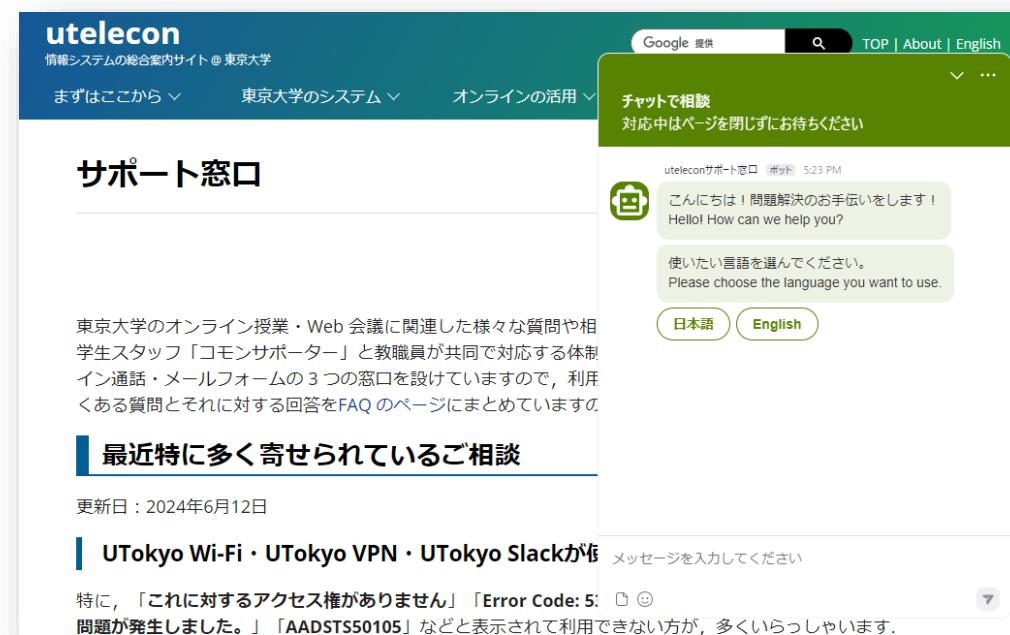 utelecon
情報システムの総合案内サイト @ 東京大学
Google 提供
TOP | About | English
まずはここから
東京大学のシステム
オンラインの活用
サポート窓口
東京大学のオンライン授業・Web 会議に関連した様々な質問や相
学生スタッフ「コモンサポーター」と教職員が共同で対応する体制
イン通話・メールフォームの3つの窓口を設けていますので，利用
くある質問とそれに対する回答をFAQ のページにまとめていますの
最近特に多く寄せられているご相談
更新日：2024年6月12日
UTokyo Wi-Fi・UTokyo VPN・UTokyo Slackが使
特に，「これに対するアクセス権がありません」「Error Code: 53
問題が発生しました。」「AADSTS50105」などと表示されて利用できない方が，多くいらっしゃいます．
チャットで相談
対応中はページを閉じずにお待ちください
uteleconサポート窓口 ボット 5:23 PM
こんにちは！問題解決のお手伝いをします！
Hello! How can we help you?
使いたい言語を選んでください。
Please choose the language you want to use.
日本語
English
メッセージを入力してください